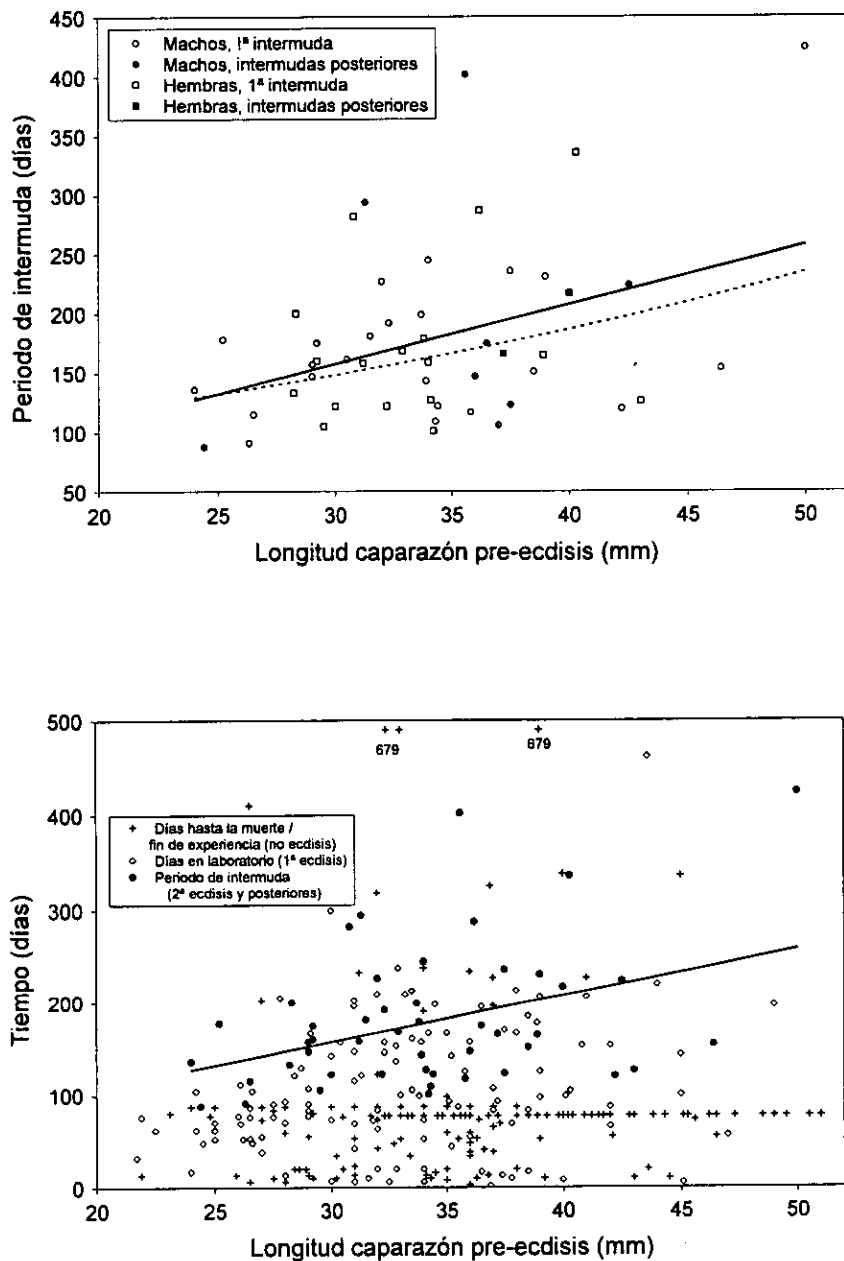 450
400
350
300
250
200
150
100
50
Periodo de intermuda (días)
Machos, 1ª intermuda
Machos, intermudas posteriores
Hembras, 1ª intermuda
Hembras, intermudas posteriores
20 25 30 35 40 45 50
Longitud caparazón pre-ecdisis (mm)
500
400
300
200
100
0
Tiempo (días)
679 679
Días hasta la muerte /
fin de experiencia (no ecdisis)
Días en laboratorio (1ª ecdisis)
Periodo de intermuda
(2ª ecdisis y posteriores)
20 25 30 35 40 45 50
Longitud caparazón pre-ecdisis (mm)